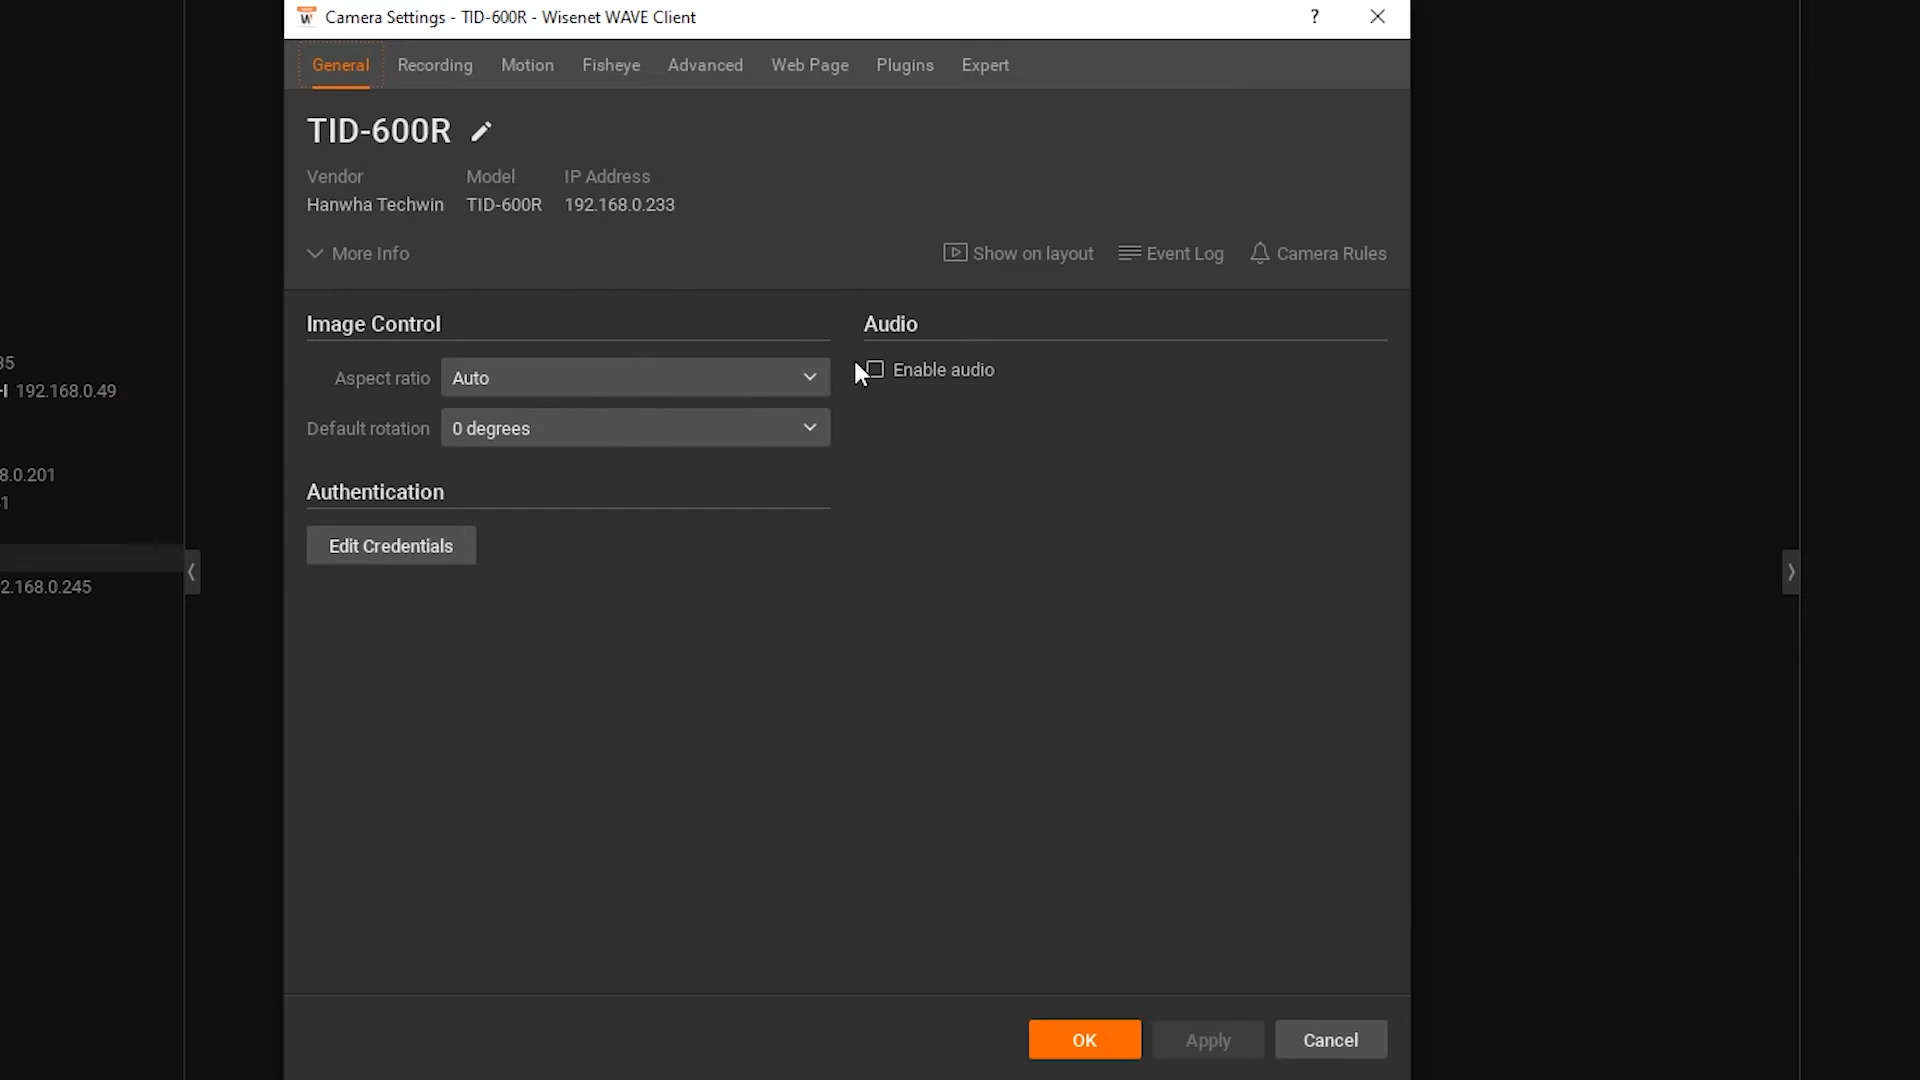 Camera Settings - TID-600R - Wisenet WAVE Client
General Recording Motion Fisheye Advanced Web Page Plugins Expert
TID-600R
Vendor Model IP Address
Hanwha Techwin TID-600R 192.168.0.233
More Info Show on layout Event Log Camera Rules
Image Control
Aspect ratio Auto
Default rotation 0 degrees
Authentication
Edit Credentials
Audio
Enable audio
35
192.168.0.49
8.0.201
1
2.168.0.245
OK Apply Cancel